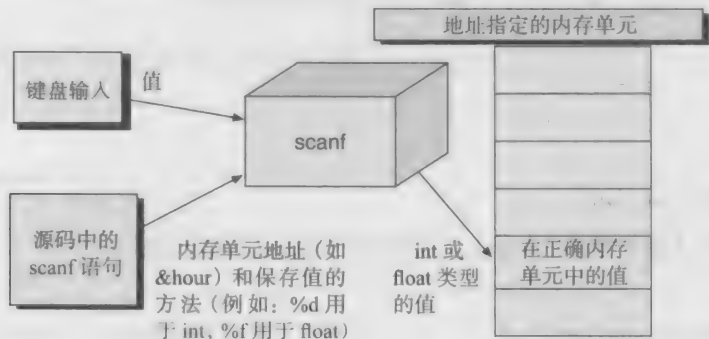 地址指定的内存单元
键盘输入
值
scanf
源码中的
scanf 语句
内存单元地址（如
&hour）和保存值的
方法（例如：%d 用
于 int, %f 用于 float）
int 或
float 类型
的值
在正确内存
单元中的值